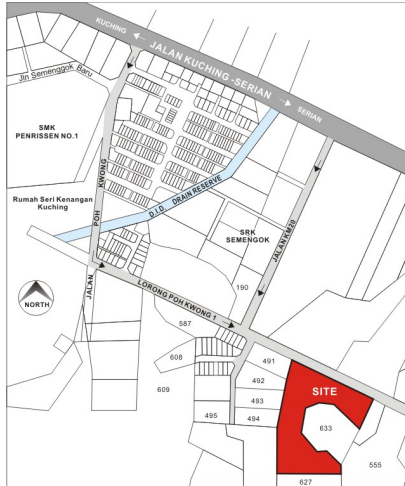 KUCHING
JALAN KUCHING -SERIAN
SERIAN
Jln Semenggok Baru
SMK
PENRISSEN NO.1
JALAN POH KWONG
D.I.D. DRAIN RESERVE
Rumah Seri Kenangan
Kuching
SRK
SEMENGOK
JALAN KM20
190
NORTH
LORONG POH KWONG 1
587
608
609
491
492
493
494
495
SITE
633
555
627